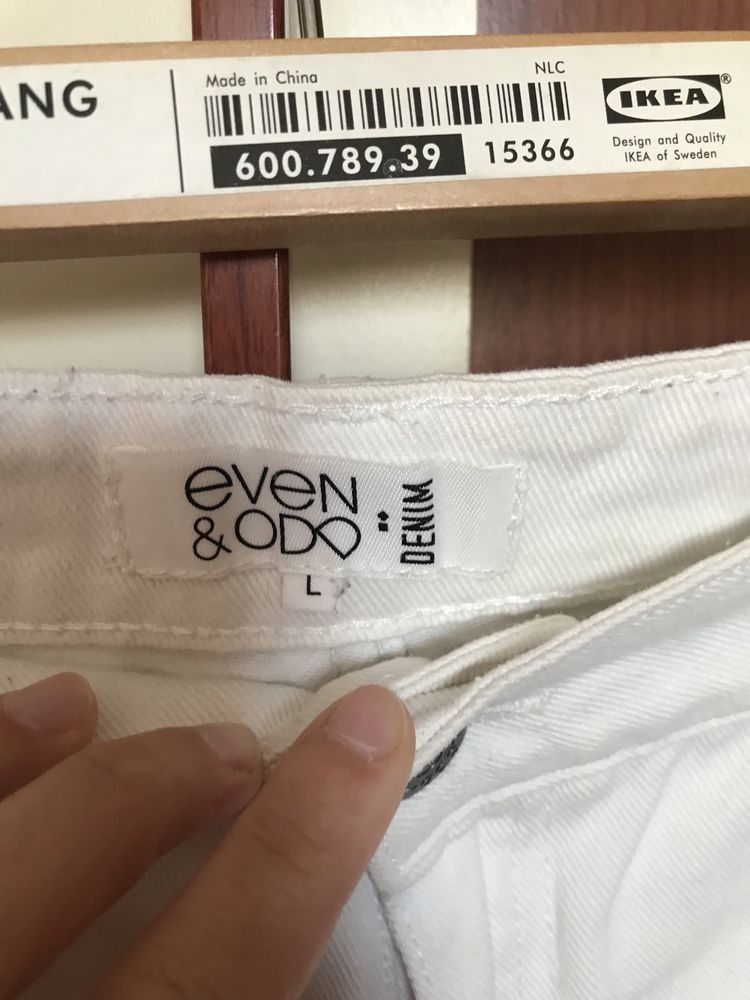 ANG
Made in China
NLC
600.789.39
15366
IKEA®
Design and Quality
IKEA of Sweden
eVeN
& ODD
DENIM
L